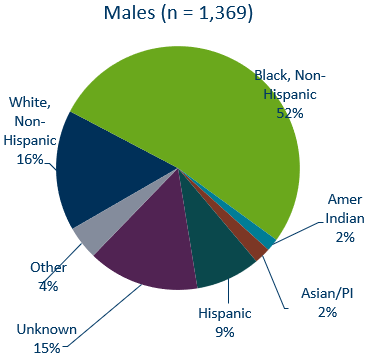 Males (n = 1,369)
Black, Non-
Hispanic
52%
White,
Non-
Hispanic
16%
Amer
Indian
2%
Other
4%
Asian/PI
2%
Hispanic
9%
Unknown
15%